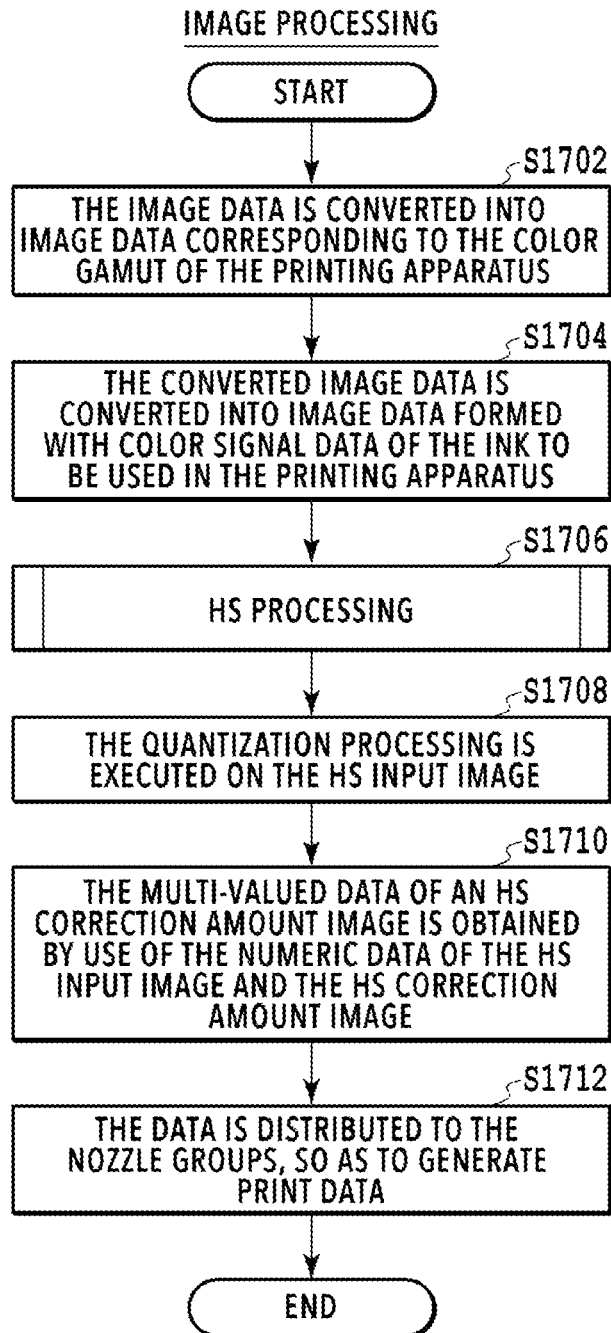 IMAGE PROCESSING
START
S1702
THE IMAGE DATA IS CONVERTED INTO
IMAGE DATA CORRESPONDING TO THE COLOR
GAMUT OF THE PRINTING APPARATUS
S1704
THE CONVERTED IMAGE DATA IS
CONVERTED INTO IMAGE DATA FORMED
WITH COLOR SIGNAL DATA OF THE INK TO
BE USED IN THE PRINTING APPARATUS
S1706
HS PROCESSING
S1708
THE QUANTIZATION PROCESSING IS
EXECUTED ON THE HS INPUT IMAGE
S1710
THE MULTI-VALUED DATA OF AN HS
CORRECTION AMOUNT IMAGE IS OBTAINED
BY USE OF THE NUMERIC DATA OF THE HS
INPUT IMAGE AND THE HS CORRECTION
AMOUNT IMAGE
S1712
THE DATA IS DISTRIBUTED TO THE
NOZZLE GROUPS, SO AS TO GENERATE
PRINT DATA
END